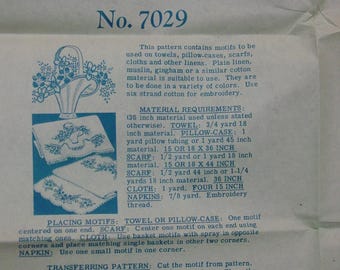 No. 7029
This pattern contains motifs to be
used on towels, pillow-cases, scarfs,
cloths and other linens. Plain linen,
muslin, gingham or a similar cotton
material is suitable to use. They are
to be done in a variety of colors. Use
six strand cotton for embroidery.
MATERIAL REQUIREMENTS:
(36 inch material used unless stated
otherwise). TOWEL: 3/4 yard 18
inch material. PILLOW-CASE: 1
yard pillow tubing or 1 yard 45 inch
material. 15 OR 18 X 36 INCH
SCARF: 1/2 yard or 1 yard 18 inch
material. 15 OR 18 X 44 INCH
SCARF: 1/2 yard 44 inch or 1-1/4
yards 18 inch material. 36 INCH
CLOTH: 1 yard. FOUR 15 INCH
NAPKINS: 7/8 yard. Embroidery
thread.
PLACING MOTIFS: TOWEL OR PILLOW-CASE: One motif
centered on one end. SCARF: Center one motif on each end using
matching ones. CLOTH: Use basket motifs with spray in opposite
corners and place matching single baskets in other two corners.
NAPKIN: Use one small motif in one corner.
TRANSFERRING PATTERN: Cut the motif from pattern,